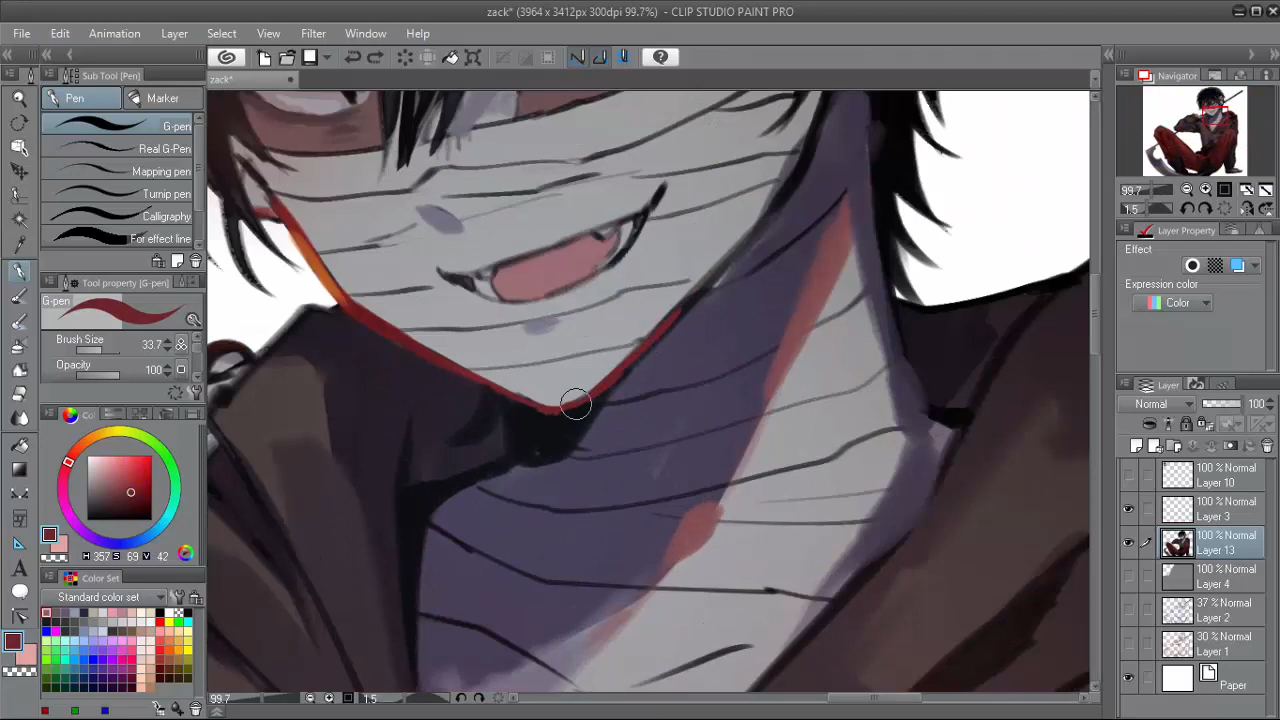 zack* (3964 x 3412px 300dpi 99.7%)  - CLIP STUDIO PAINT PRO
File Edit Animation Layer Select View Filter Window Help
Sub Tool [Pen]
zack*
Navigator
Pen Marker
G-pen
Real G-Pen
Mapping pen
Turnip pen
Calligraphy
For effect line
99.7
1.5
Layer Property
Effect
Expression color
Color
Tool property [G-pen]
G-pen
Brush Size 33.7
Opacity 100
Layer
Normal 100
100 % Normal
Layer 10
100 % Normal
Layer 3
100 % Normal
Layer 13
100 % Normal
Layer 4
37 % Normal
Layer 2
30 % Normal
Layer 1
Paper
H 357 S 69 V 42
Color Set
Standard color set
99.7 1.5